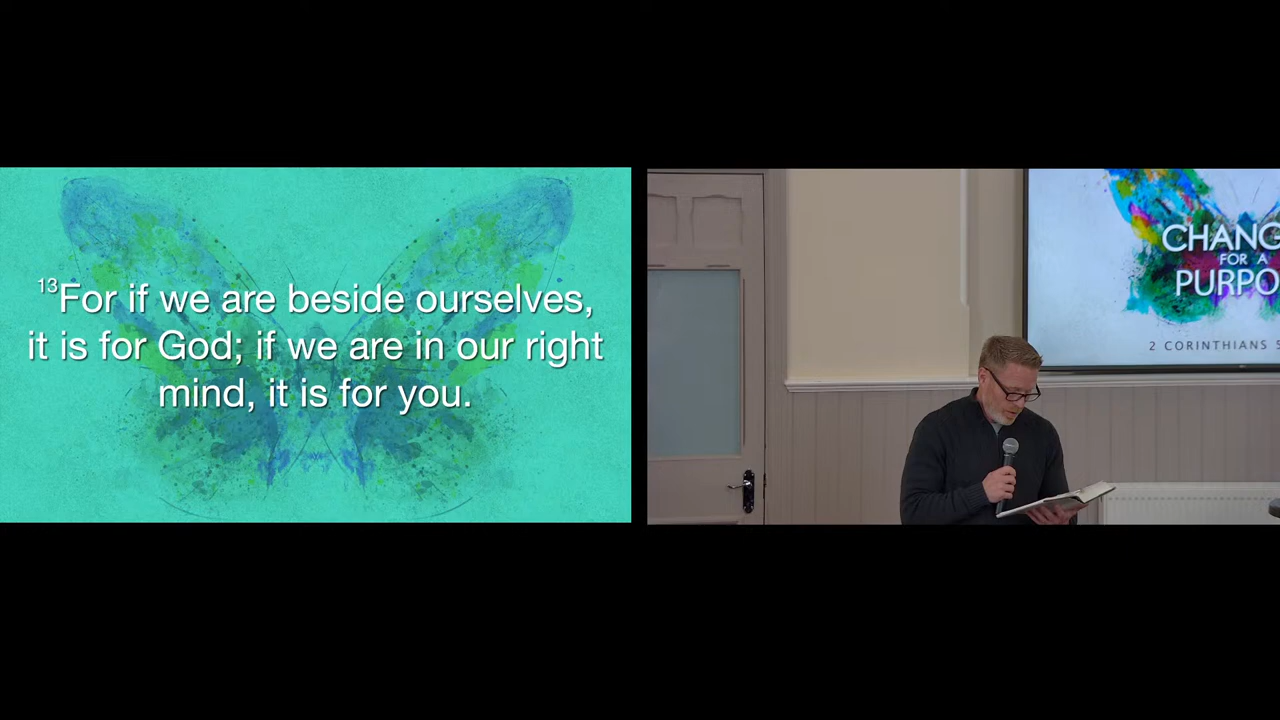 ¹³For if we are beside ourselves,
it is for God; if we are in our right
mind, it is for you.
CHANG
FOR A
PURPO
2 CORINTHIANS 5